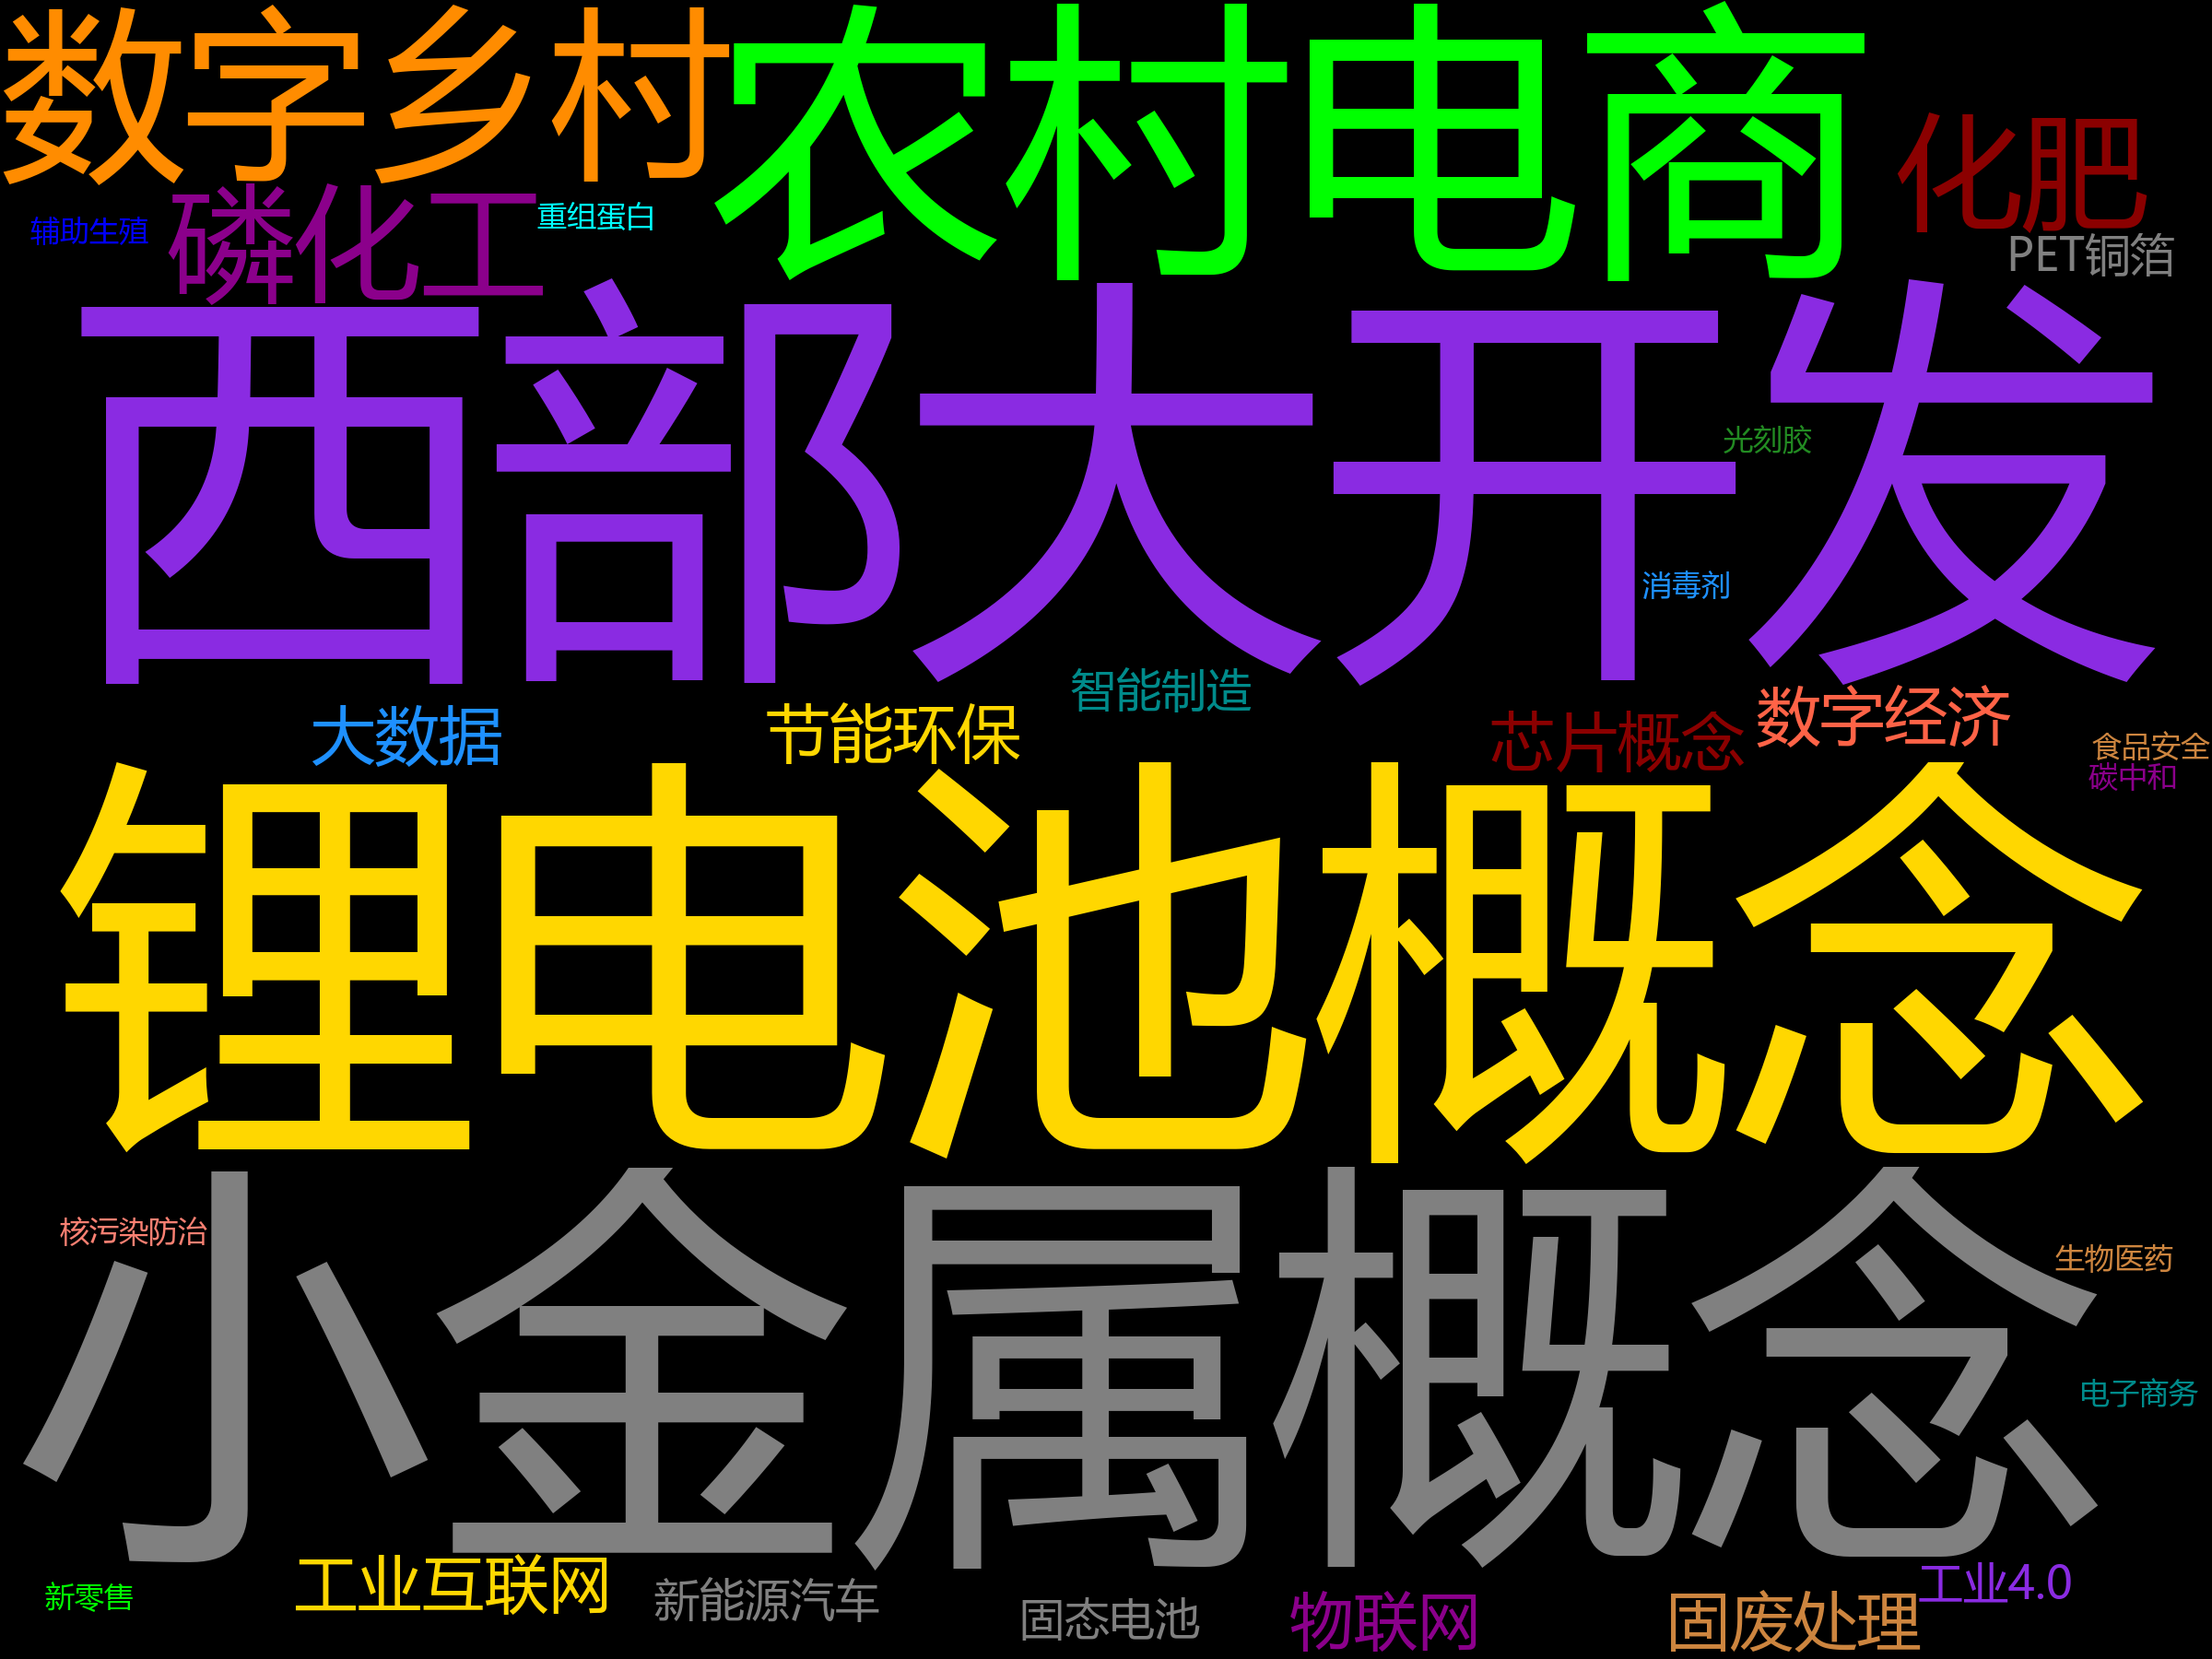 数字乡村
农村电商
化肥
磷化工
辅助生殖
重组蛋白
PET铜箔
西部大开发
光刻胶
消毒剂
智能制造
大数据
节能环保
芯片概念
数字经济
食品安全
碳中和
锂电池概念
小金属概念
核污染防治
生物医药
电子商务
新零售
工业互联网
新能源汽车
固态电池
物联网
固废处理
工业4.0